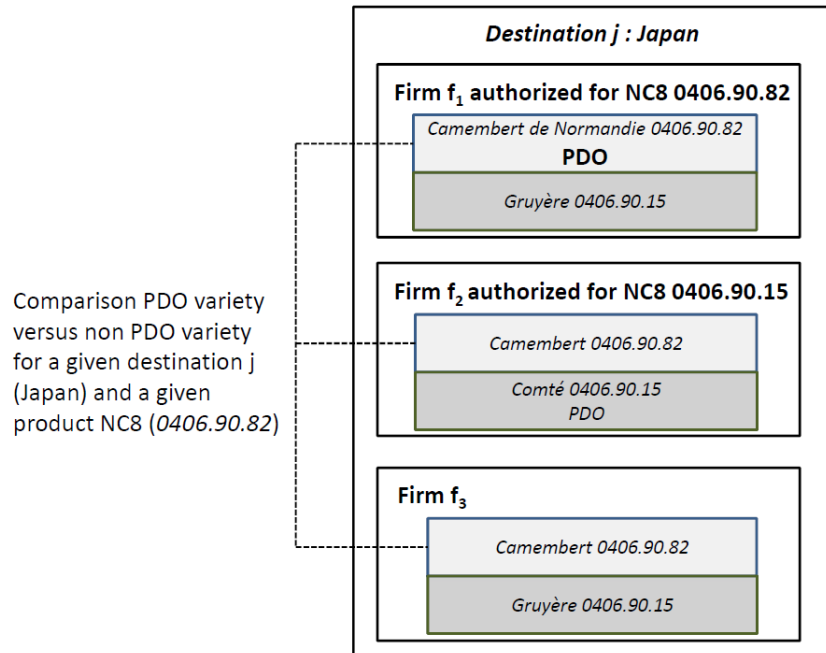 Destination j : Japan
Firm f1 authorized for NC8 0406.90.82
Camembert de Normandie 0406.90.82
PDO
Gruyère 0406.90.15
Firm f2 authorized for NC8 0406.90.15
Camembert 0406.90.82
Comté 0406.90.15
PDO
Firm f3
Camembert 0406.90.82
Gruyère 0406.90.15
Comparison PDO variety
versus non PDO variety
for a given destination j
(Japan) and a given
product NC8 (0406.90.82)